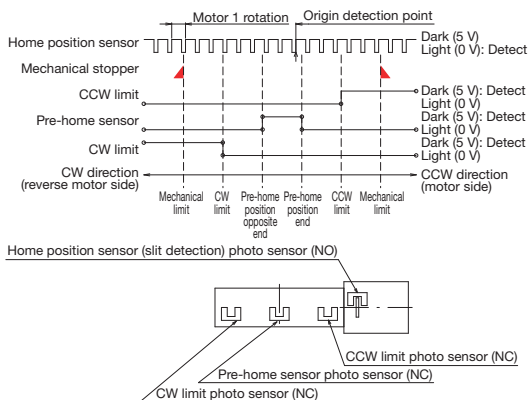 Motor 1 rotation
Origin detection point
Home position sensor
Dark (5 V)
Light (0 V): Detect
Mechanical stopper
CCW limit
Dark (5 V): Detect
Light (0 V)
Pre-home sensor
Dark (5 V): Detect
Light (0 V)
CW limit
Dark (5 V): Detect
Light (0 V)
CW direction
(reverse motor side)
CCW direction
(motor side)
Mechanical
limit
CW
limit
Pre-home
position
opposite
end
Pre-home
position
end
CCW
limit
Mechanical
limit
Home position sensor (slit detection) photo sensor (NO)
CCW limit photo sensor (NC)
Pre-home sensor photo sensor (NC)
CW limit photo sensor (NC)